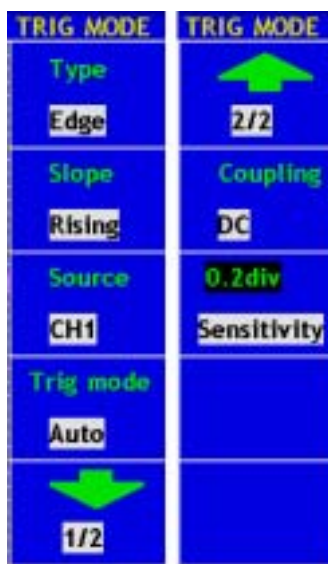 TRIG MODE
Type
Edge
Slope
Rising
Source
CH1
Trig mode
Auto
1/2
TRIG MODE
2/2
Coupling
DC
0.2div
Sensitivity